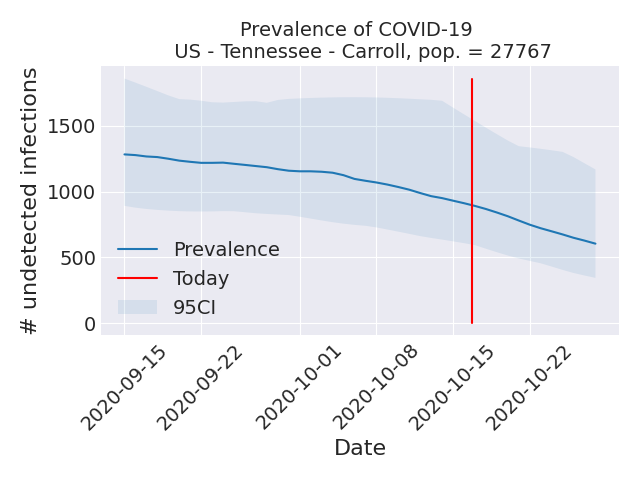 Prevalence of COVID-19
US - Tennessee - Carroll, pop. = 27767
# undetected infections
1500
1000
500
0
Prevalence
Today
95CI
2020-09-15
2020-09-22
2020-10-01
2020-10-08
2020-10-15
2020-10-22
Date